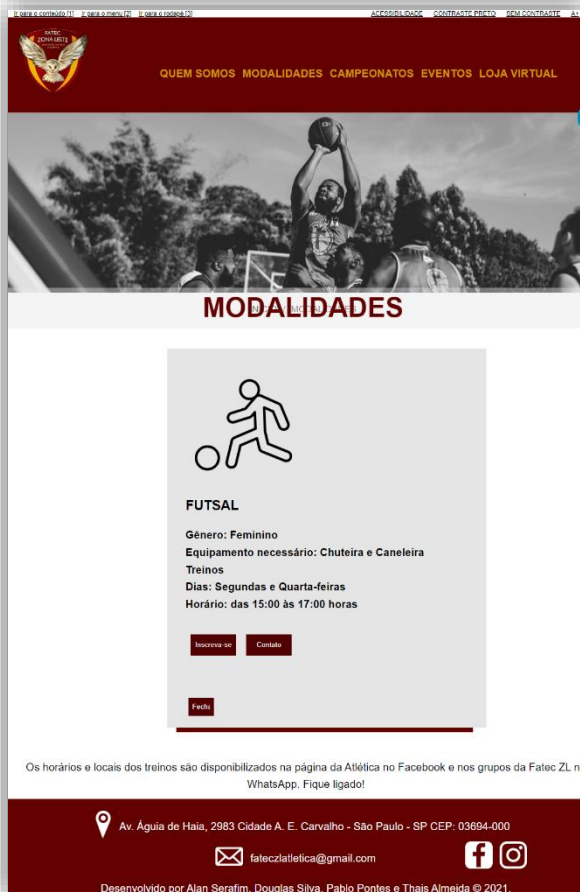 Ir para o conteúdo [1] Ir para o menu [2] Ir para o rodapé [3] ACESSIBILIDADE CONTRASTE PRETO SEM CONTRASTE A+
FATEC
ZONA LESTE
QUEM SOMOS MODALIDADES CAMPEONATOS EVENTOS LOJA VIRTUAL
MODALIDADES
FUTSAL
Gênero: Feminino
Equipamento necessário: Chuteira e Caneleira
Treinos
Dias: Segundas e Quarta-feiras
Horário: das 15:00 às 17:00 horas
Inscreva-se Contato
Fecha
Os horários e locais dos treinos são disponibilizados na página da Atlética no Facebook e nos grupos da Fatec ZL n
WhatsApp. Fique ligado!
Av. Águia de Haia, 2983 Cidade A. E. Carvalho - São Paulo - SP CEP: 03694-000
fateczlatletica@gmail.com
Desenvolvido por Alan Serafim, Douglas Silva, Pablo Pontes e Thais Almeida © 2021.